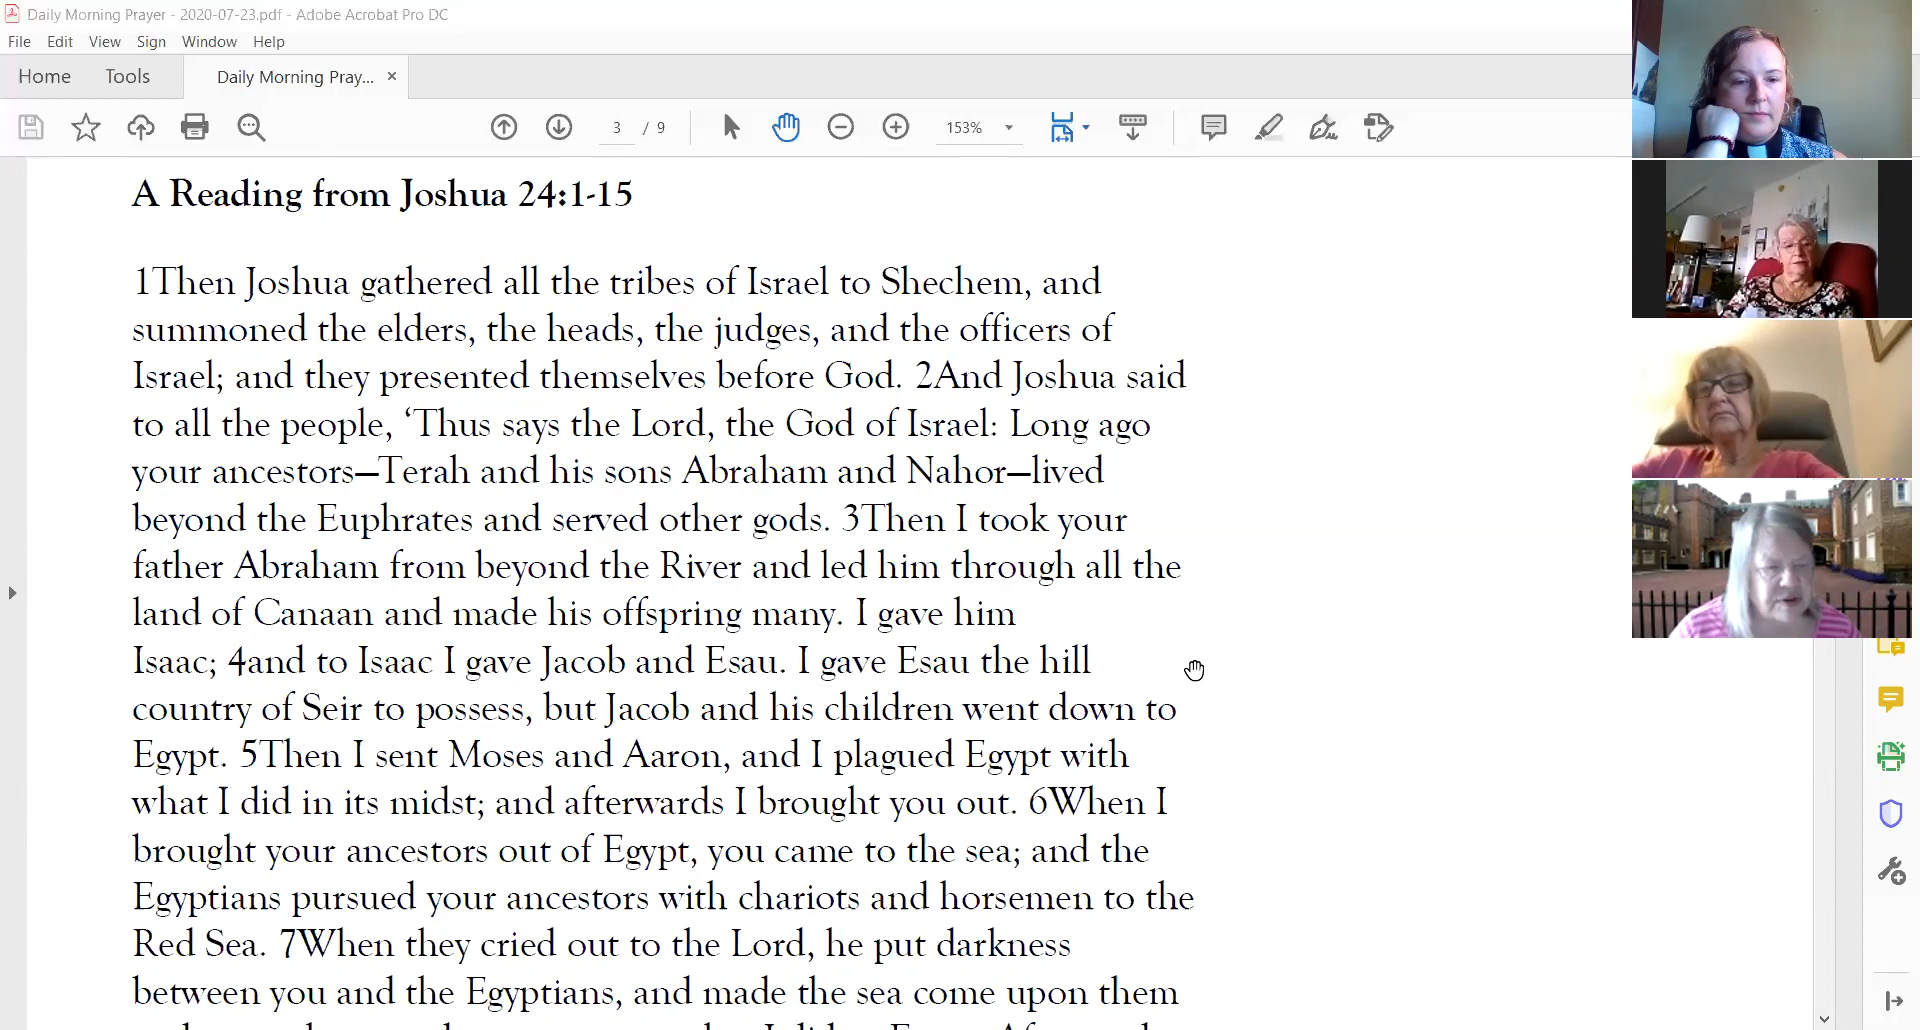 Daily Morning Prayer - 2020-07-23.pdf - Adobe Acrobat Pro DC
File Edit View Sign Window Help
Home Tools Daily Morning Pray... ×
3 / 9 153%
A Reading from Joshua 24:1-15
1Then Joshua gathered all the tribes of Israel to Shechem, and
summoned the elders, the heads, the judges, and the officers of
Israel; and they presented themselves before God. 2And Joshua said
to all the people, ‘Thus says the Lord, the God of Israel: Long ago
your ancestors—Terah and his sons Abraham and Nahor—lived
beyond the Euphrates and served other gods. 3Then I took your
father Abraham from beyond the River and led him through all the
land of Canaan and made his offspring many. I gave him
Isaac; 4and to Isaac I gave Jacob and Esau. I gave Esau the hill
country of Seir to possess, but Jacob and his children went down to
Egypt. 5Then I sent Moses and Aaron, and I plagued Egypt with
what I did in its midst; and afterwards I brought you out. 6When I
brought your ancestors out of Egypt, you came to the sea; and the
Egyptians pursued your ancestors with chariots and horsemen to the
Red Sea. 7When they cried out to the Lord, he put darkness
between you and the Egyptians, and made the sea come upon them